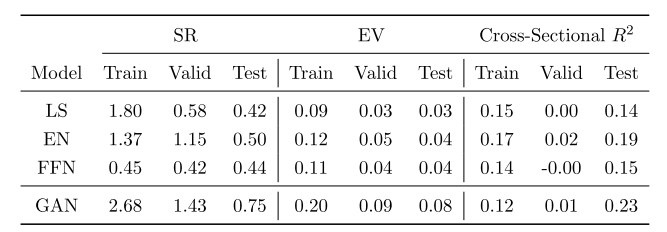 SR EV Cross-Sectional R²
Model Train Valid Test Train Valid Test Train Valid Test
LS 1.80 0.58 0.42 0.09 0.03 0.03 0.15 0.00 0.14
EN 1.37 1.15 0.50 0.12 0.05 0.04 0.17 0.02 0.19
FFN 0.45 0.42 0.44 0.11 0.04 0.04 0.14 -0.00 0.15
GAN 2.68 1.43 0.75 0.20 0.09 0.08 0.12 0.01 0.23